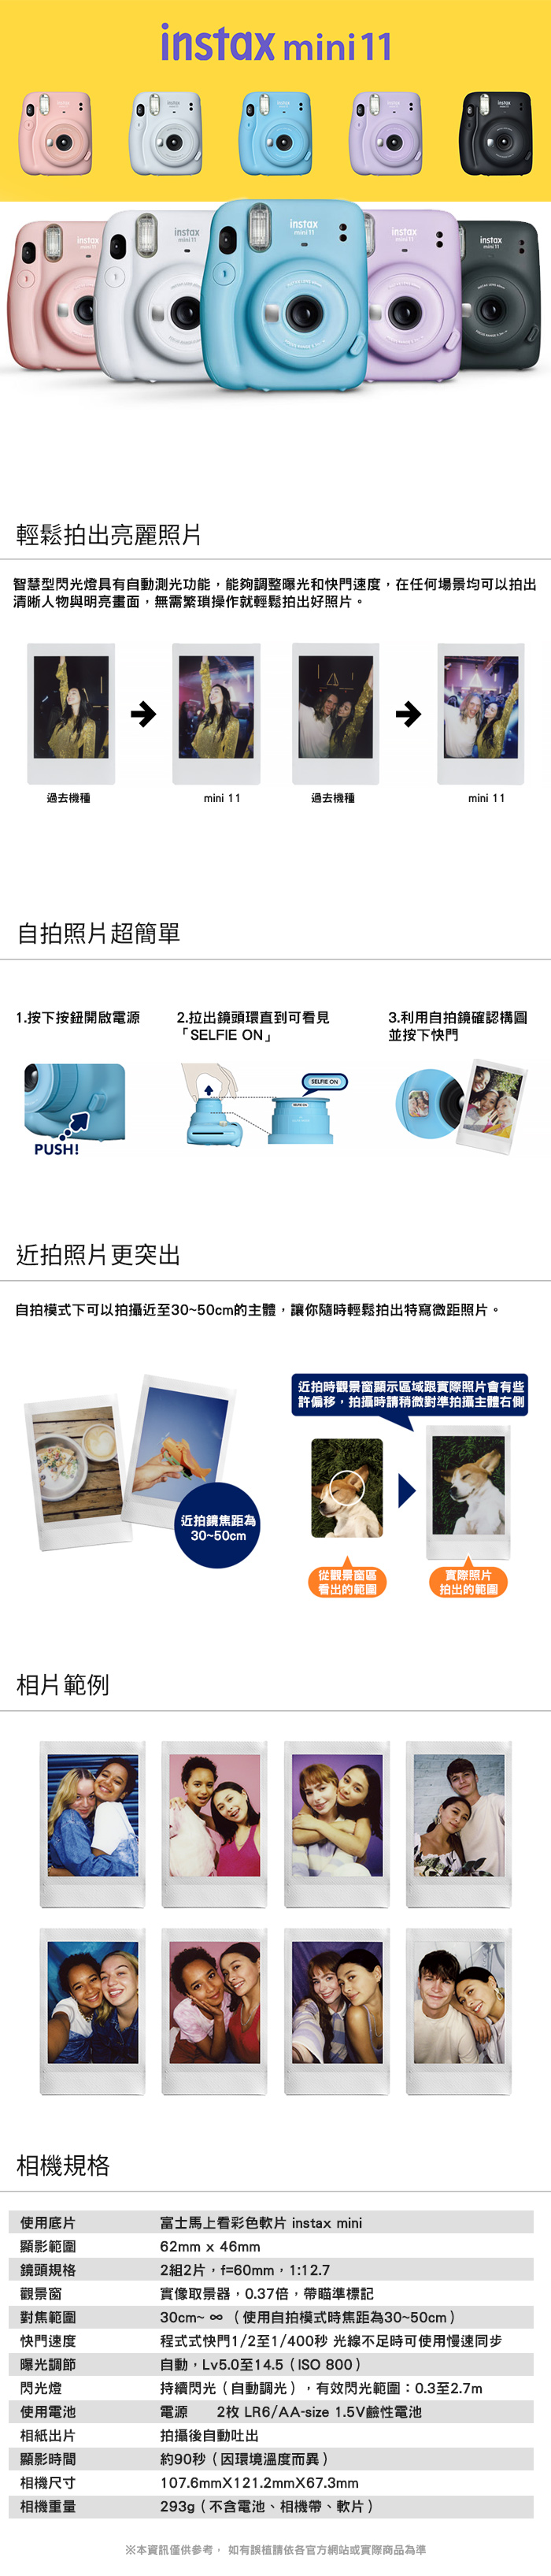 instax mini 11
instax
mini 11
instax
mini 11
instax
mini 11
instax
mini 11
instax
mini 11
輕鬆拍出亮麗照片
智慧型閃光燈具有自動測光功能，能夠調整曝光和快門速度，在任何場景均可以拍出
清晰人物與明亮畫面，無需繁瑣操作就輕鬆拍出好照片。
過去機種
mini 11
過去機種
mini 11
自拍照片超簡單
1.按下按鈕開啟電源
2.拉出鏡頭環直到可看見
「SELFIE ON」
3.利用自拍鏡確認構圖
並按下快門
PUSH!
SELFIE ON
SELFIE ON
近拍照片更突出
自拍模式下可以拍攝近至30~50cm的主體，讓你隨時輕鬆拍出特寫微距照片。
近拍鏡焦距為
30~50cm
近拍時觀景窗顯示區域跟實際照片會有些
許偏移，拍攝時請稍微對準拍攝主體右側
從觀景窗區
看出的範圍
實際照片
拍出的範圍
相片範例
相機規格
使用底片 富士馬上看彩色軟片 instax mini
顯影範圍 62mm x 46mm
鏡頭規格 2組2片，f=60mm，1:12.7
觀景窗 實像取景器，0.37倍，帶瞄準標記
對焦範圍 30cm~ ∞ （使用自拍模式時焦距為30~50cm）
快門速度 程式式快門1/2至1/400秒 光線不足時可使用慢速同步
曝光調節 自動，Lv5.0至14.5（ISO 800）
閃光燈 持續閃光（自動調光），有效閃光範圍：0.3至2.7m
使用電池 電源 2枚 LR6/AA-size 1.5V鹼性電池
相紙出片 拍攝後自動吐出
顯影時間 約90秒（因環境溫度而異）
相機尺寸 107.6mmX121.2mmX67.3mm
相機重量 293g（不含電池、相機帶、軟片）
※本資訊僅供參考， 如有誤植請依各官方網站或實際商品為準